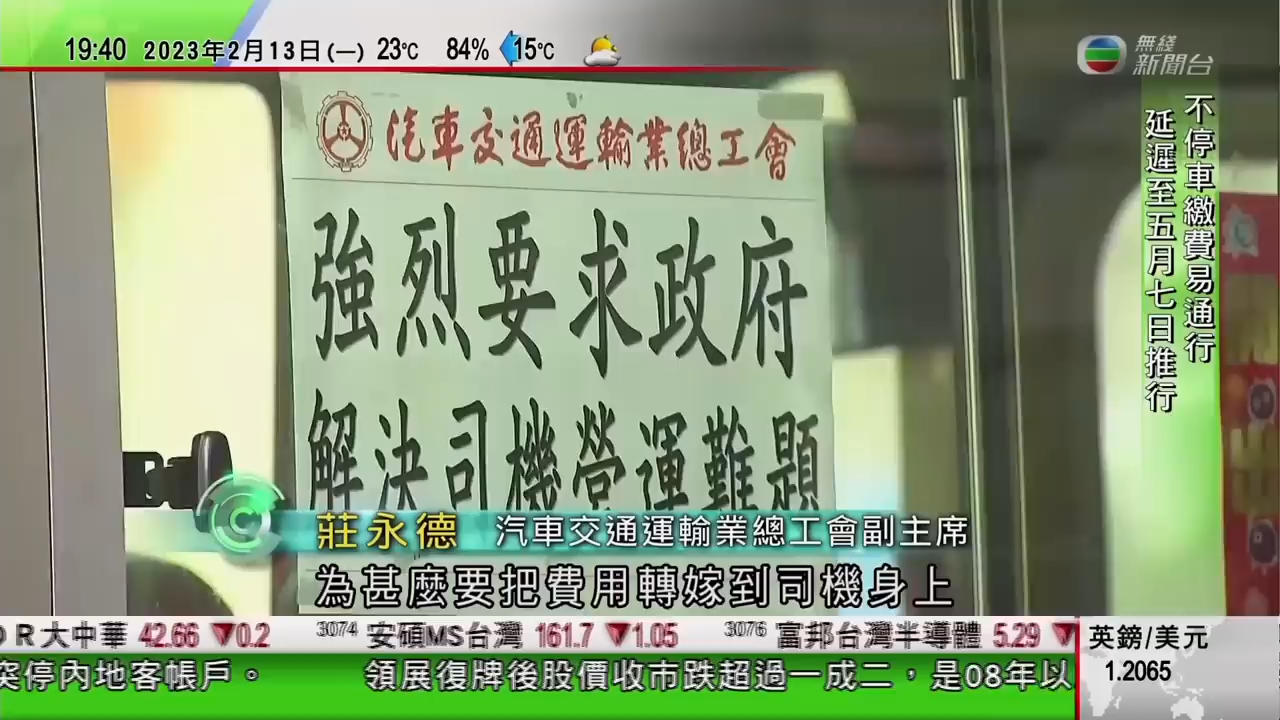 19:40 2023年2月13日(一) 23℃ 84% 15℃
無綫
新聞台
不停車繳費易通行
延遲至五月七日推行
汽車交通運輸業總工會
強烈要求政府
解決司機營運難題
莊永德 汽車交通運輸業總工會副主席
為甚麼要把費用轉嫁到司機身上
D R 大中華 42.66 ▼0.2 3074 安碩MS台灣 161.7 ▼1.05 3076 富邦台灣半導體 5.29 ▼
英鎊/美元
1.2065
突停內地客帳戶。 領展復牌後股價收市跌超過一成二，是08年以